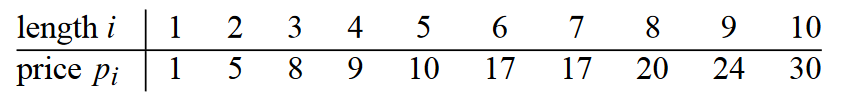 length i 1 2 3 4 5 6 7 8 9 10
price pᵢ 1 5 8 9 10 17 17 20 24 30